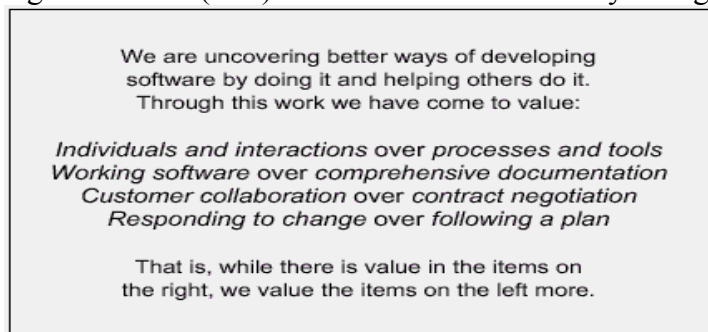 We are uncovering better ways of developing
software by doing it and helping others do it.
Through this work we have come to value:
Individuals and interactions over processes and tools
Working software over comprehensive documentation
Customer collaboration over contract negotiation
Responding to change over following a plan
That is, while there is value in the items on
the right, we value the items on the left more.